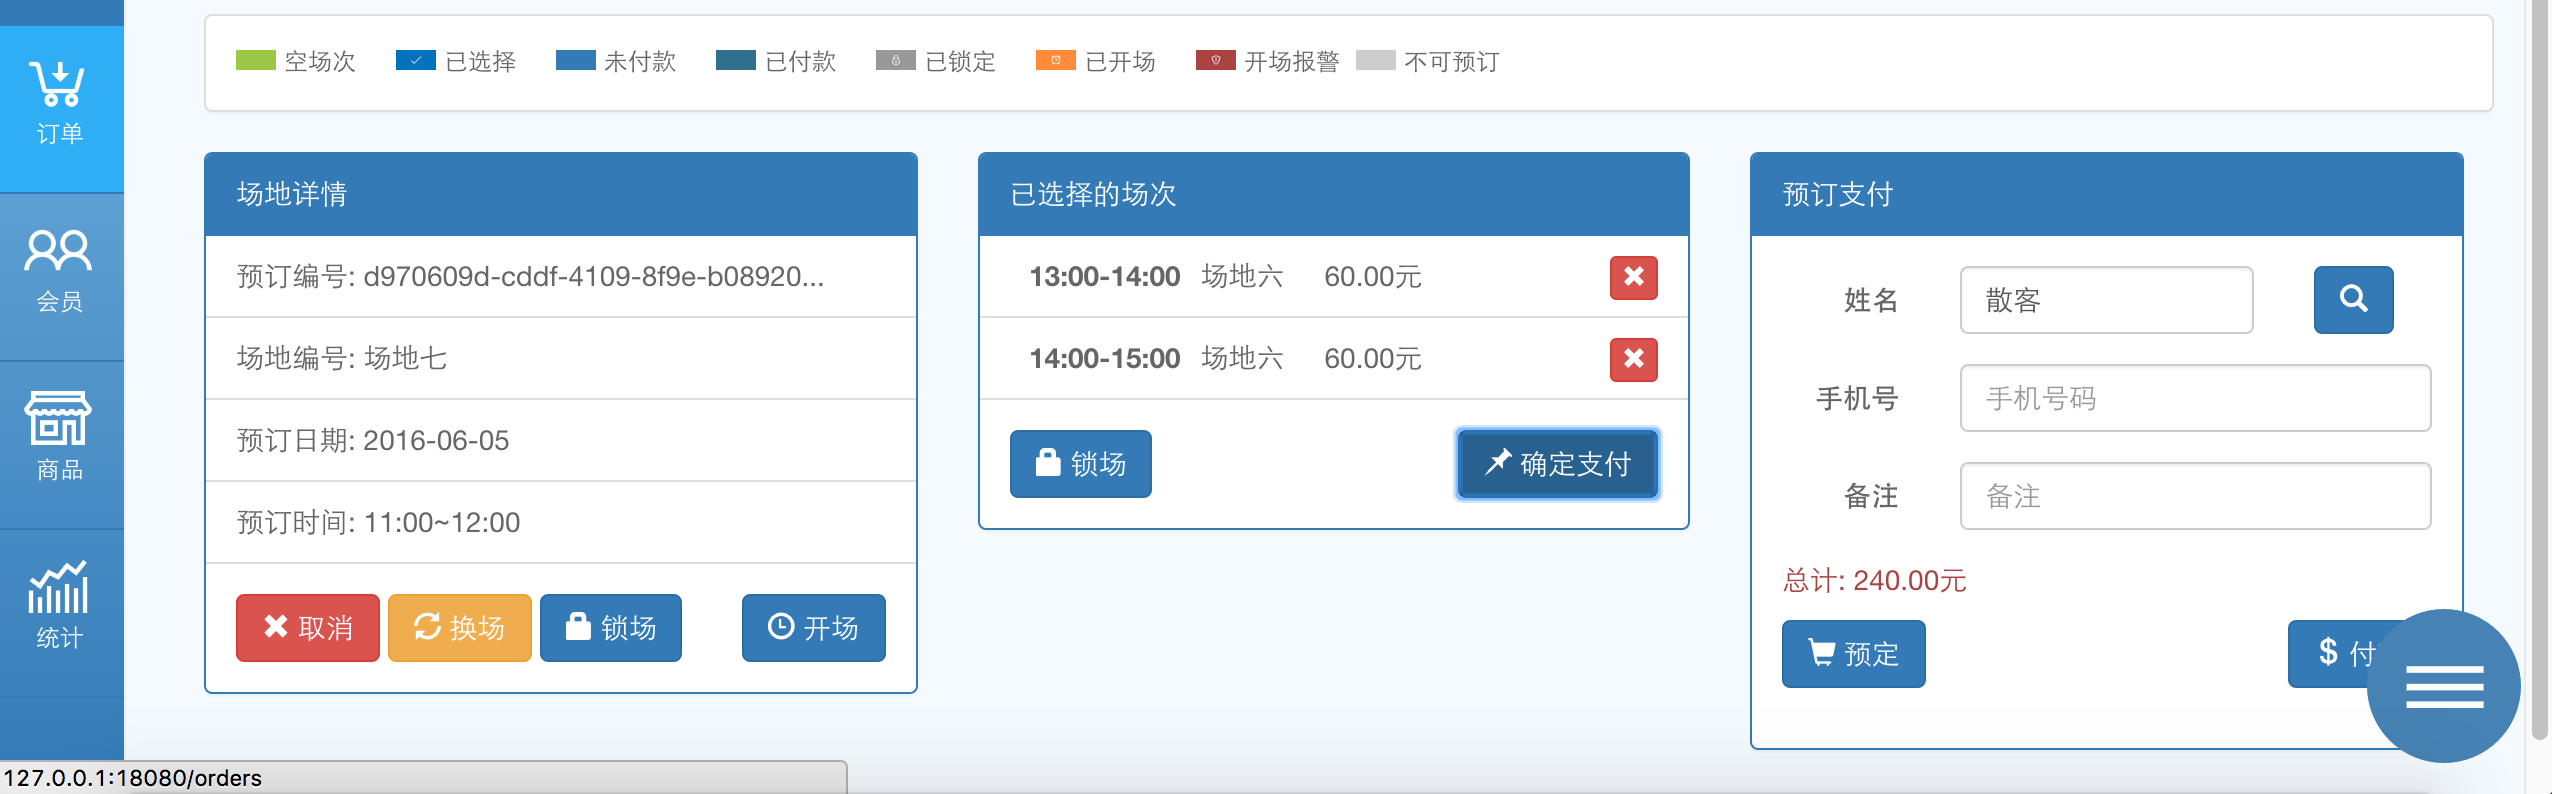 空场次 已选择 未付款 已付款 已锁定 已开场 开场报警 不可预订
订单
会员
商品
统计
场地详情
预订编号: d970609d-cddf-4109-8f9e-b08920...
场地编号: 场地七
预订日期: 2016-06-05
预订时间: 11:00~12:00
取消 换场 锁场 开场
已选择的场次
13:00-14:00 场地六 60.00元
14:00-15:00 场地六 60.00元
锁场 确定支付
预订支付
姓名 散客
手机号 手机号码
备注 备注
总计: 240.00元
预定 $ 付
127.0.0.1:18080/orders